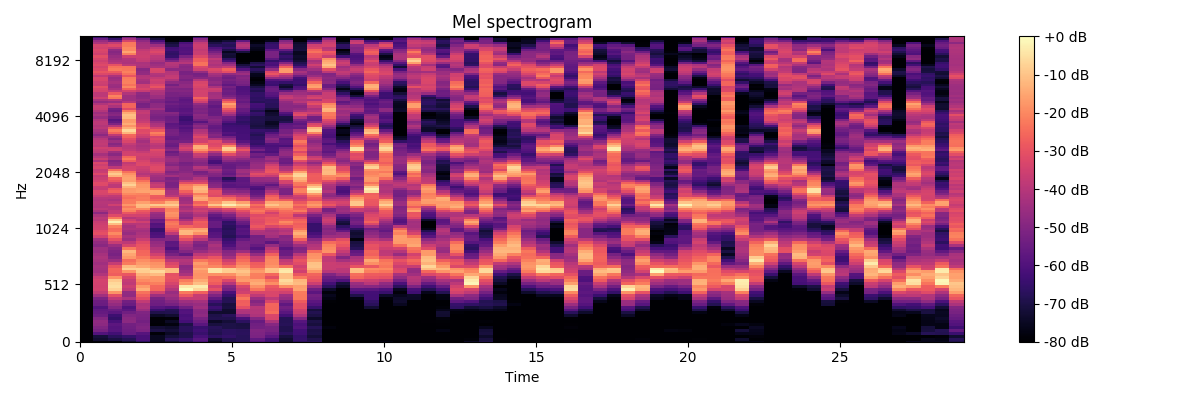 Mel spectrogram
Hz
8192
4096
2048
1024
512
0
0 5 10 15 20 25
Time
+0 dB
-10 dB
-20 dB
-30 dB
-40 dB
-50 dB
-60 dB
-70 dB
-80 dB